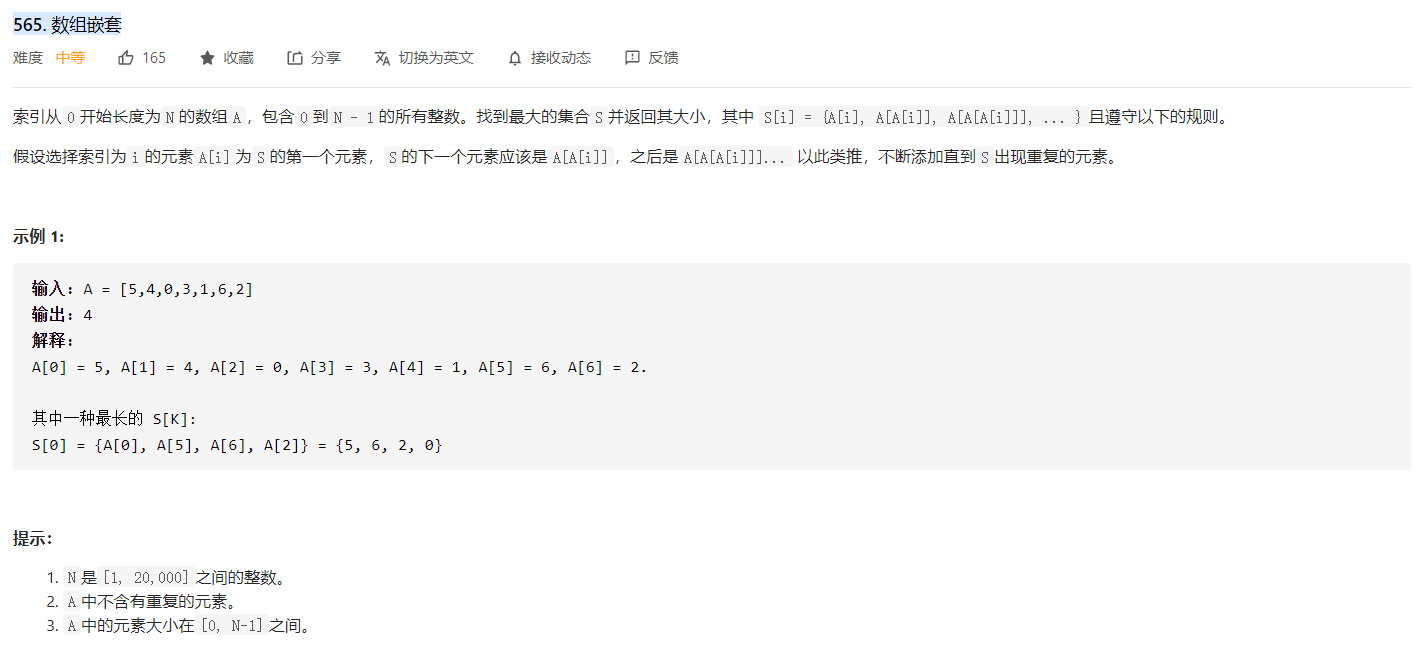 565. 数组嵌套
难度 中等 165 收藏 分享 切换为英文 接收动态 反馈
索引从 0 开始长度为 N 的数组 A ，包含 0 到 N - 1 的所有整数。找到最大的集合 S 并返回其大小，其中 S[i] = {A[i], A[A[i]], A[A[A[i]]], ... } 且遵守以下的规则。
假设选择索引为 i 的元素 A[i] 为 S 的第一个元素， S 的下一个元素应该是 A[A[i]] ，之后是 A[A[A[i]]]... 以此类推，不断添加直到 S 出现重复的元素。
示例 1:
输入：A = [5,4,0,3,1,6,2]
输出：4
解释：
A[0] = 5, A[1] = 4, A[2] = 0, A[3] = 3, A[4] = 1, A[5] = 6, A[6] = 2.
其中一种最长的 S[K]:
S[0] = {A[0], A[5], A[6], A[2]} = {5, 6, 2, 0}
提示：
1. N 是 [1, 20,000] 之间的整数。
2. A 中不含有重复的元素。
3. A 中的元素大小在 [0, N-1] 之间。